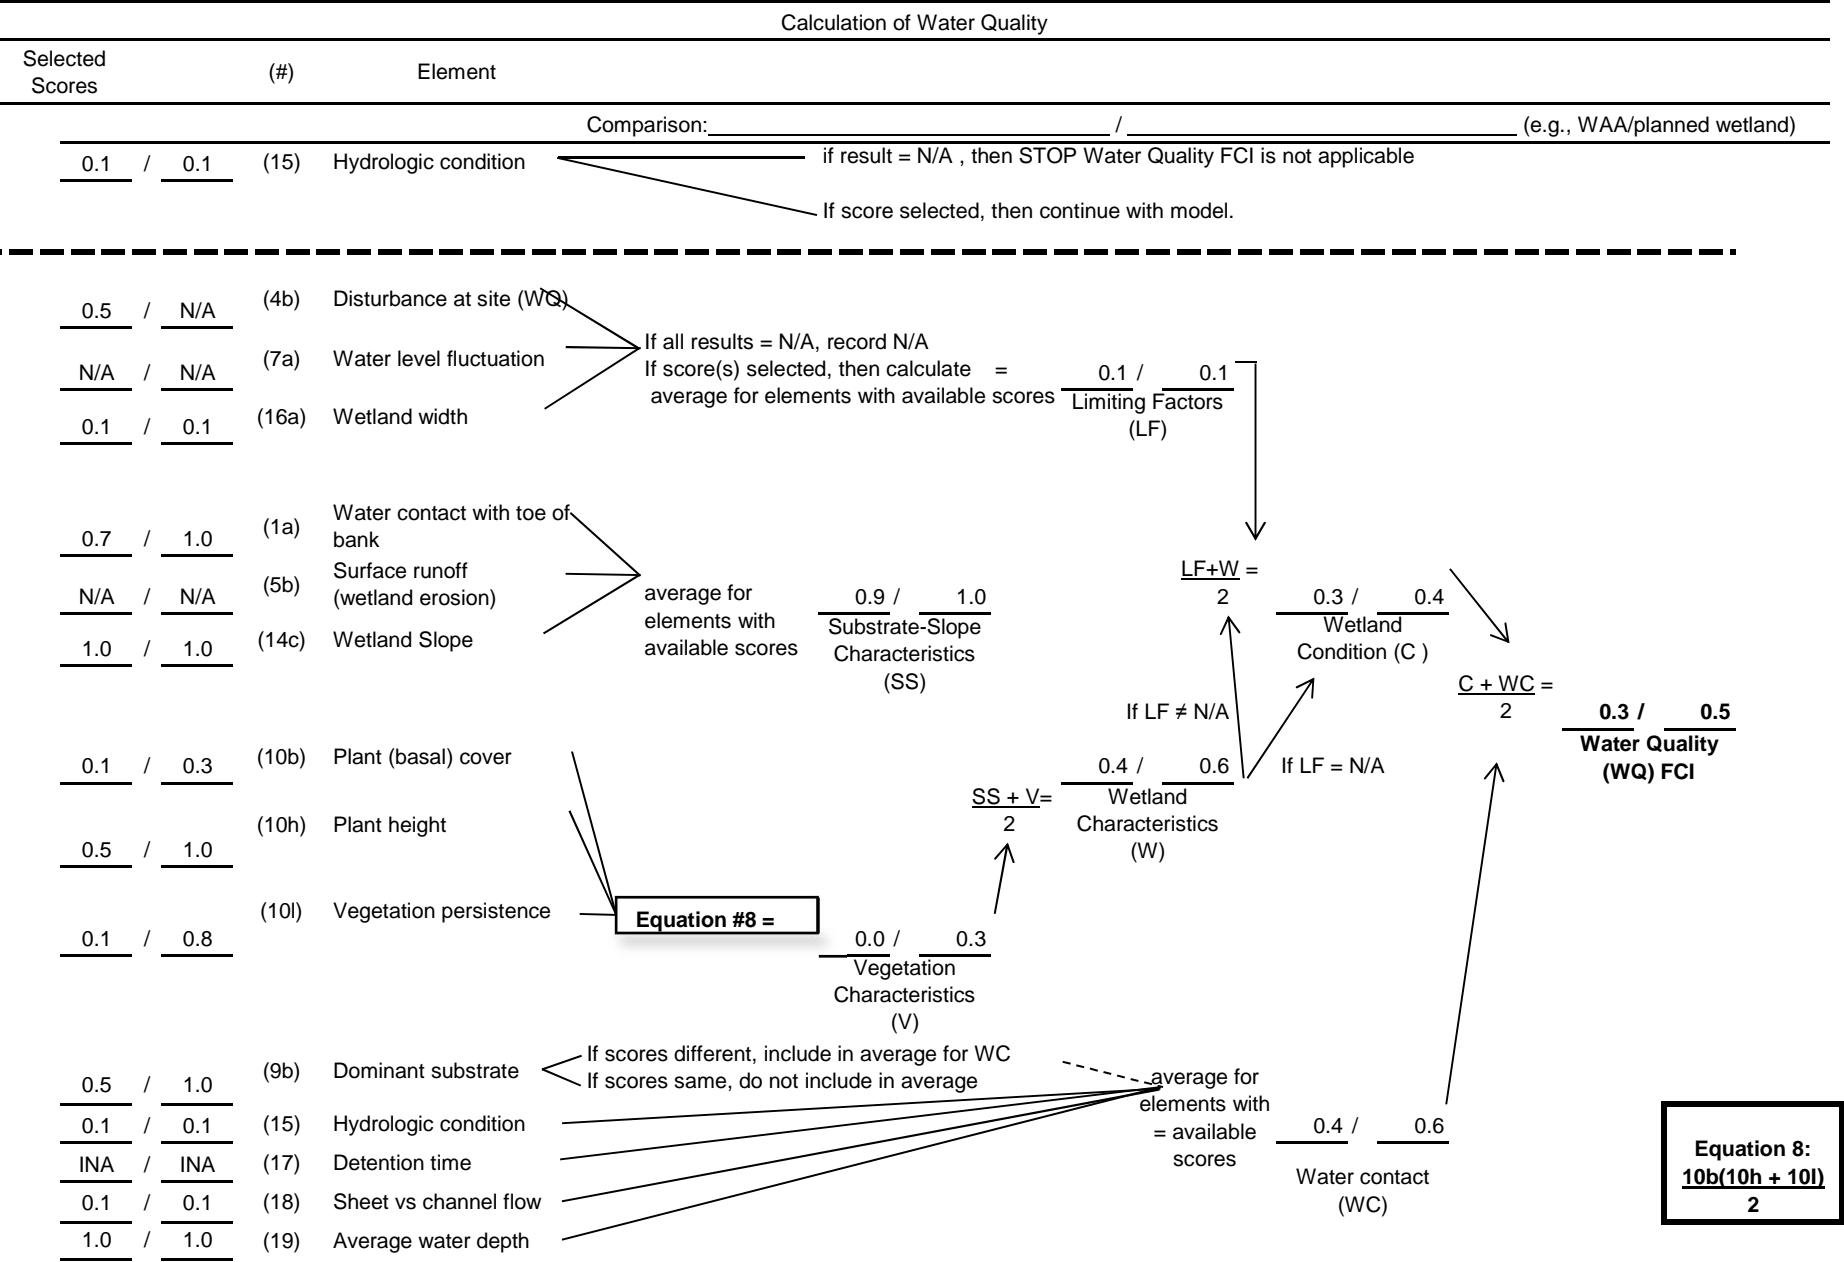 Calculation of Water Quality
Selected
Scores
(#)
Element
Comparison: / (e.g., WAA/planned wetland)
0.1 / 0.1 (15) Hydrologic condition
if result = N/A , then STOP Water Quality FCI is not applicable
If score selected, then continue with model.
0.5 / N/A (4b) Disturbance at site (WQ)
N/A / N/A (7a) Water level fluctuation
0.1 / 0.1 (16a) Wetland width
If all results = N/A, record N/A
If score(s) selected, then calculate =
average for elements with available scores
0.1 / 0.1
Limiting Factors
(LF)
0.7 / 1.0 (1a) Water contact with toe of
bank
N/A / N/A (5b) Surface runoff
(wetland erosion)
1.0 / 1.0 (14c) Wetland Slope
average for
elements with
available scores
0.9 / 1.0
Substrate-Slope
Characteristics
(SS)
LF+W =
2
0.3 / 0.4
Wetland
Condition (C )
If LF ≠ N/A
If LF = N/A
C + WC =
2
0.3 / 0.5
Water Quality
(WQ) FCI
0.1 / 0.3 (10b) Plant (basal) cover
0.5 / 1.0 (10h) Plant height
0.1 / 0.8 (10l) Vegetation persistence
SS + V=
2
0.4 / 0.6
Wetland
Characteristics
(W)
Equation #8 =
0.0 / 0.3
Vegetation
Characteristics
(V)
0.5 / 1.0 (9b) Dominant substrate
If scores different, include in average for WC
If scores same, do not include in average
0.1 / 0.1 (15) Hydrologic condition
INA / INA (17) Detention time
0.1 / 0.1 (18) Sheet vs channel flow
1.0 / 1.0 (19) Average water depth
average for
elements with
= available
scores
0.4 / 0.6
Water contact
(WC)
Equation 8:
10b(10h + 10l)
2